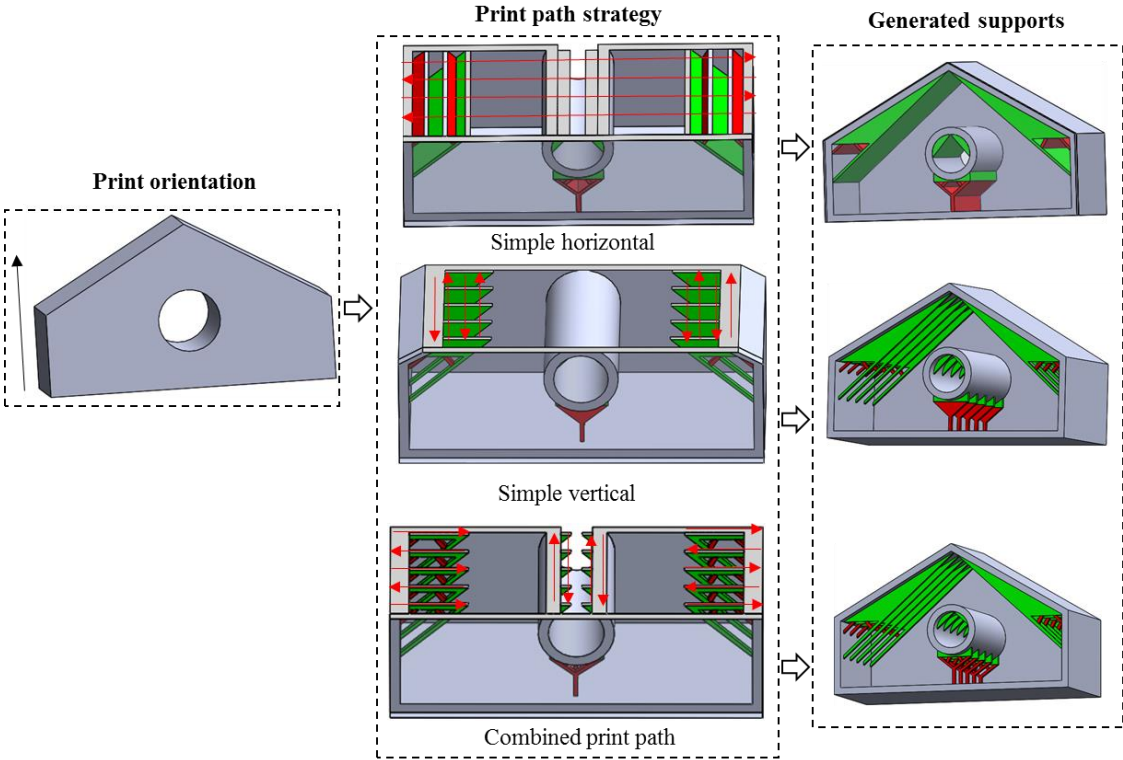 Print path strategy
Generated supports
Print orientation
Simple horizontal
Simple vertical
Combined print path